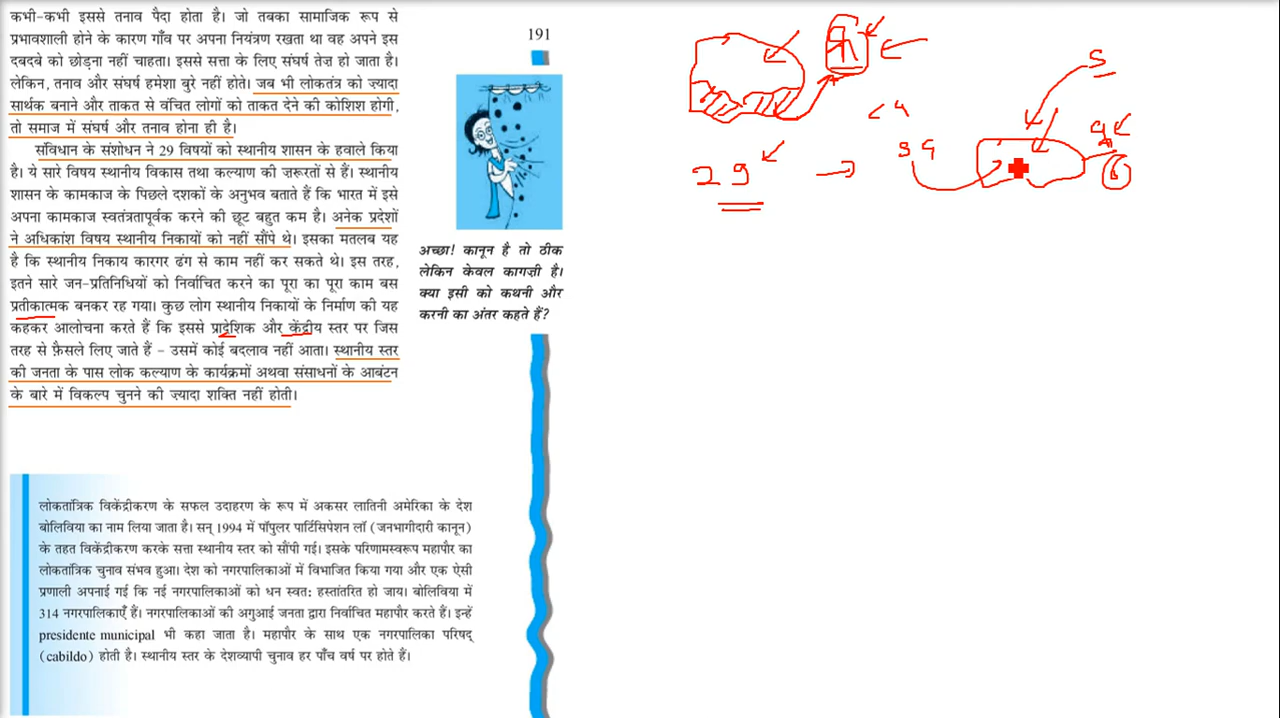 कभी-कभी इससे तनाव पैदा होता है। जो तबका सामाजिक रूप से
प्रभावशाली होने के कारण गाँव पर अपना नियंत्रण रखता था वह अपने इस
दबदबे को छोड़ना नहीं चाहता। इससे सत्ता के लिए संघर्ष तेज़ हो जाता है।
लेकिन, तनाव और संघर्ष हमेशा बुरे नहीं होते। जब भी लोकतंत्र को ज़्यादा
सार्थक बनाने और ताकत से वंचित लोगों को ताकत देने की कोशिश होगी,
तो समाज में संघर्ष और तनाव होना ही है।
संविधान के संशोधन ने 29 विषयों को स्थानीय शासन के हवाले किया
है। ये सारे विषय स्थानीय विकास तथा कल्याण की ज़रूरतों से हैं। स्थानीय
शासन के कामकाज के पिछले दशकों के अनुभव बताते हैं कि भारत में इसे
अपना कामकाज स्वतंत्रतापूर्वक करने की छूट बहुत कम है। अनेक प्रदेशों
ने अधिकांश विषय स्थानीय निकायों को नहीं सौंपे थे। इसका मतलब यह
है कि स्थानीय निकाय कारगर ढंग से काम नहीं कर सकते थे। इस तरह,
इतने सारे जन-प्रतिनिधियों को निर्वाचित करने का पूरा का पूरा काम बस
प्रतीकात्मक बनकर रह गया। कुछ लोग स्थानीय निकायों के निर्माण की यह
कहकर आलोचना करते हैं कि इससे प्रादेशिक और केंद्रीय स्तर पर जिस
तरह से फ़ैसले लिए जाते हैं – उसमें कोई बदलाव नहीं आता। स्थानीय स्तर
की जनता के पास लोक कल्याण के कार्यक्रमों अथवा संसाधनों के आबंटन
के बारे में विकल्प चुनने की ज्यादा शक्ति नहीं होती।
191
अच्छा! कानून है तो ठीक
लेकिन केवल कागज़ी है।
क्या इसी को कथनी और
करनी का अंतर कहते हैं?
लोकतांत्रिक विकेंद्रीकरण के सफल उदाहरण के रूप में अकसर लातिनी अमेरिका के देश
बोलिविया का नाम लिया जाता है। सन् 1994 में पॉपुलर पार्टिसिपेशन लॉ (जनभागीदारी कानून)
के तहत विकेंद्रीकरण करके सत्ता स्थानीय स्तर को सौंपी गई। इसके परिणामस्वरूप महापौर का
लोकतांत्रिक चुनाव संभव हुआ। देश को नगरपालिकाओं में विभाजित किया गया और एक ऐसी
प्रणाली अपनाई गई कि नई नगरपालिकाओं को धन स्वत: हस्तांतरित हो जाय। बोलिविया में
314 नगरपालिकाएँ हैं। नगरपालिकाओं की अगुआई जनता द्वारा निर्वाचित महापौर करते हैं। इन्हें
presidente municipal भी कहा जाता है। महापौर के साथ एक नगरपालिका परिषद्
(cabildo) होती है। स्थानीय स्तर के देशव्यापी चुनाव हर पाँच वर्ष पर होते हैं।
29